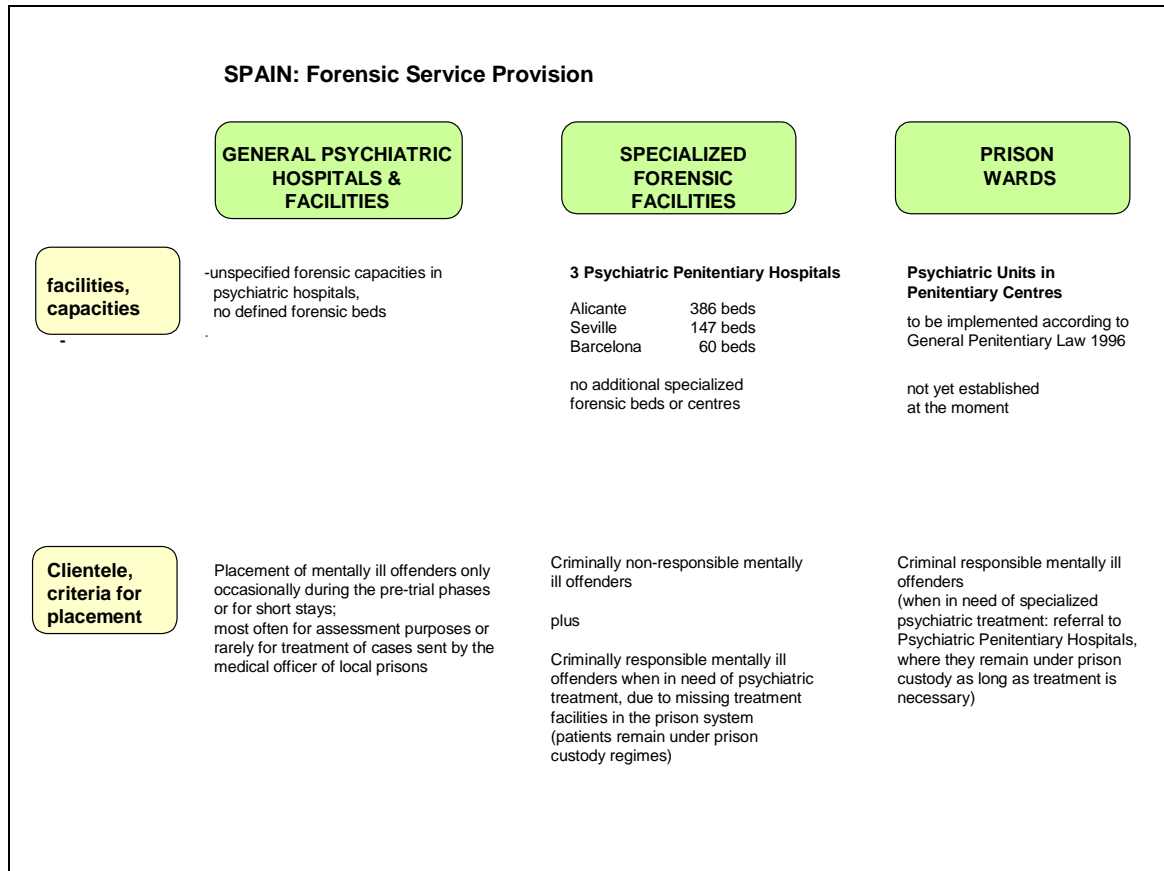 SPAIN: Forensic Service Provision
GENERAL PSYCHIATRIC
HOSPITALS &
FACILITIES
SPECIALIZED
FORENSIC
FACILITIES
PRISON
WARDS
facilities,
capacities
-
-unspecified forensic capacities in
psychiatric hospitals,
no defined forensic beds
.
3 Psychiatric Penitentiary Hospitals
Alicante 386 beds
Seville 147 beds
Barcelona 60 beds
no additional specialized
forensic beds or centres
Psychiatric Units in
Penitentiary Centres
to be implemented according to
General Penitentiary Law 1996
not yet established
at the moment
Clientele,
criteria for
placement
Placement of mentally ill offenders only
occasionally during the pre-trial phases
or for short stays;
most often for assessment purposes or
rarely for treatment of cases sent by the
medical officer of local prisons
Criminally non-responsible mentally
ill offenders
plus
Criminally responsible mentally ill
offenders when in need of psychiatric
treatment, due to missing treatment
facilities in the prison system
(patients remain under prison
custody regimes)
Criminal responsible mentally ill
offenders
(when in need of specialized
psychiatric treatment: referral to
Psychiatric Penitentiary Hospitals,
where they remain under prison
custody as long as treatment is
necessary)